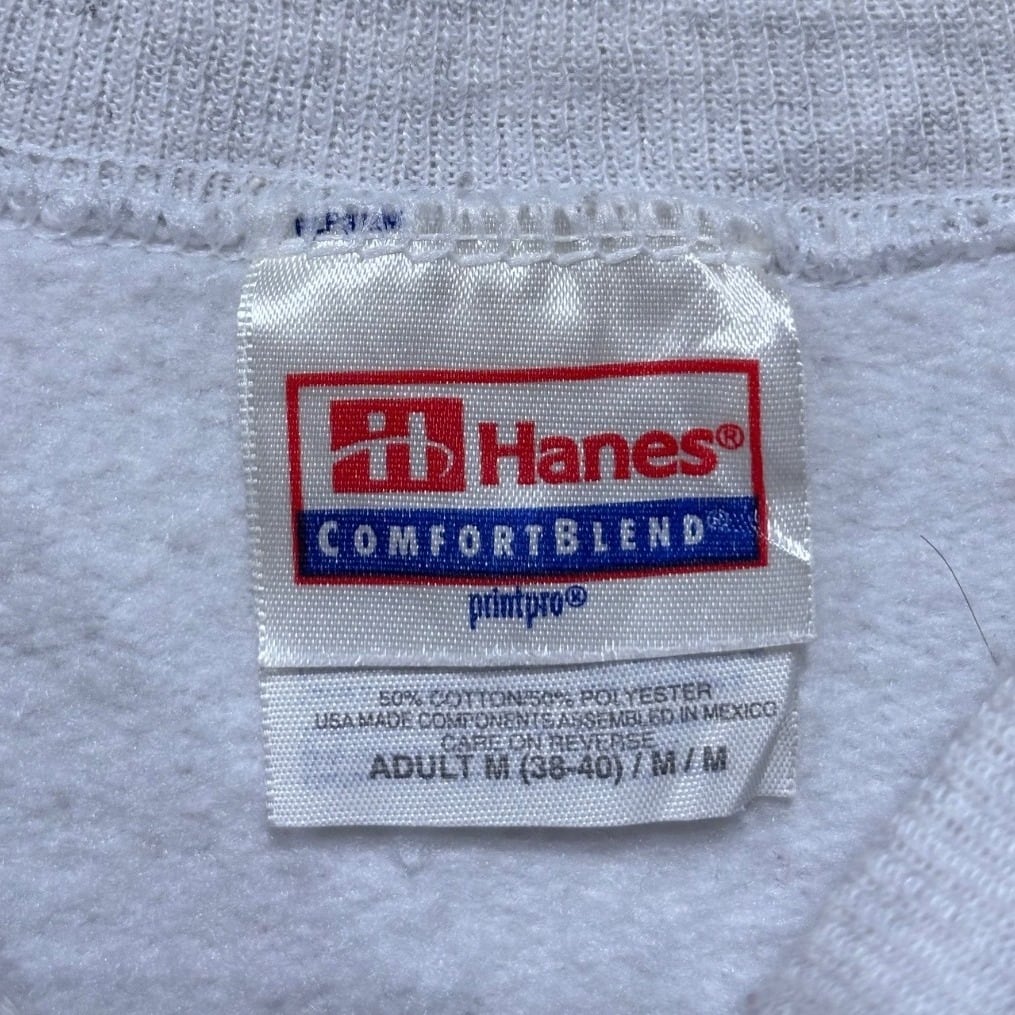 Hanes®
COMFORTBLEND
printpro®
50% COTTON/50% POLYESTER
USA MADE COMPONENTS ASSEMBLED IN MEXICO
CARE ON REVERSE
ADULT M (38-40) / M / M